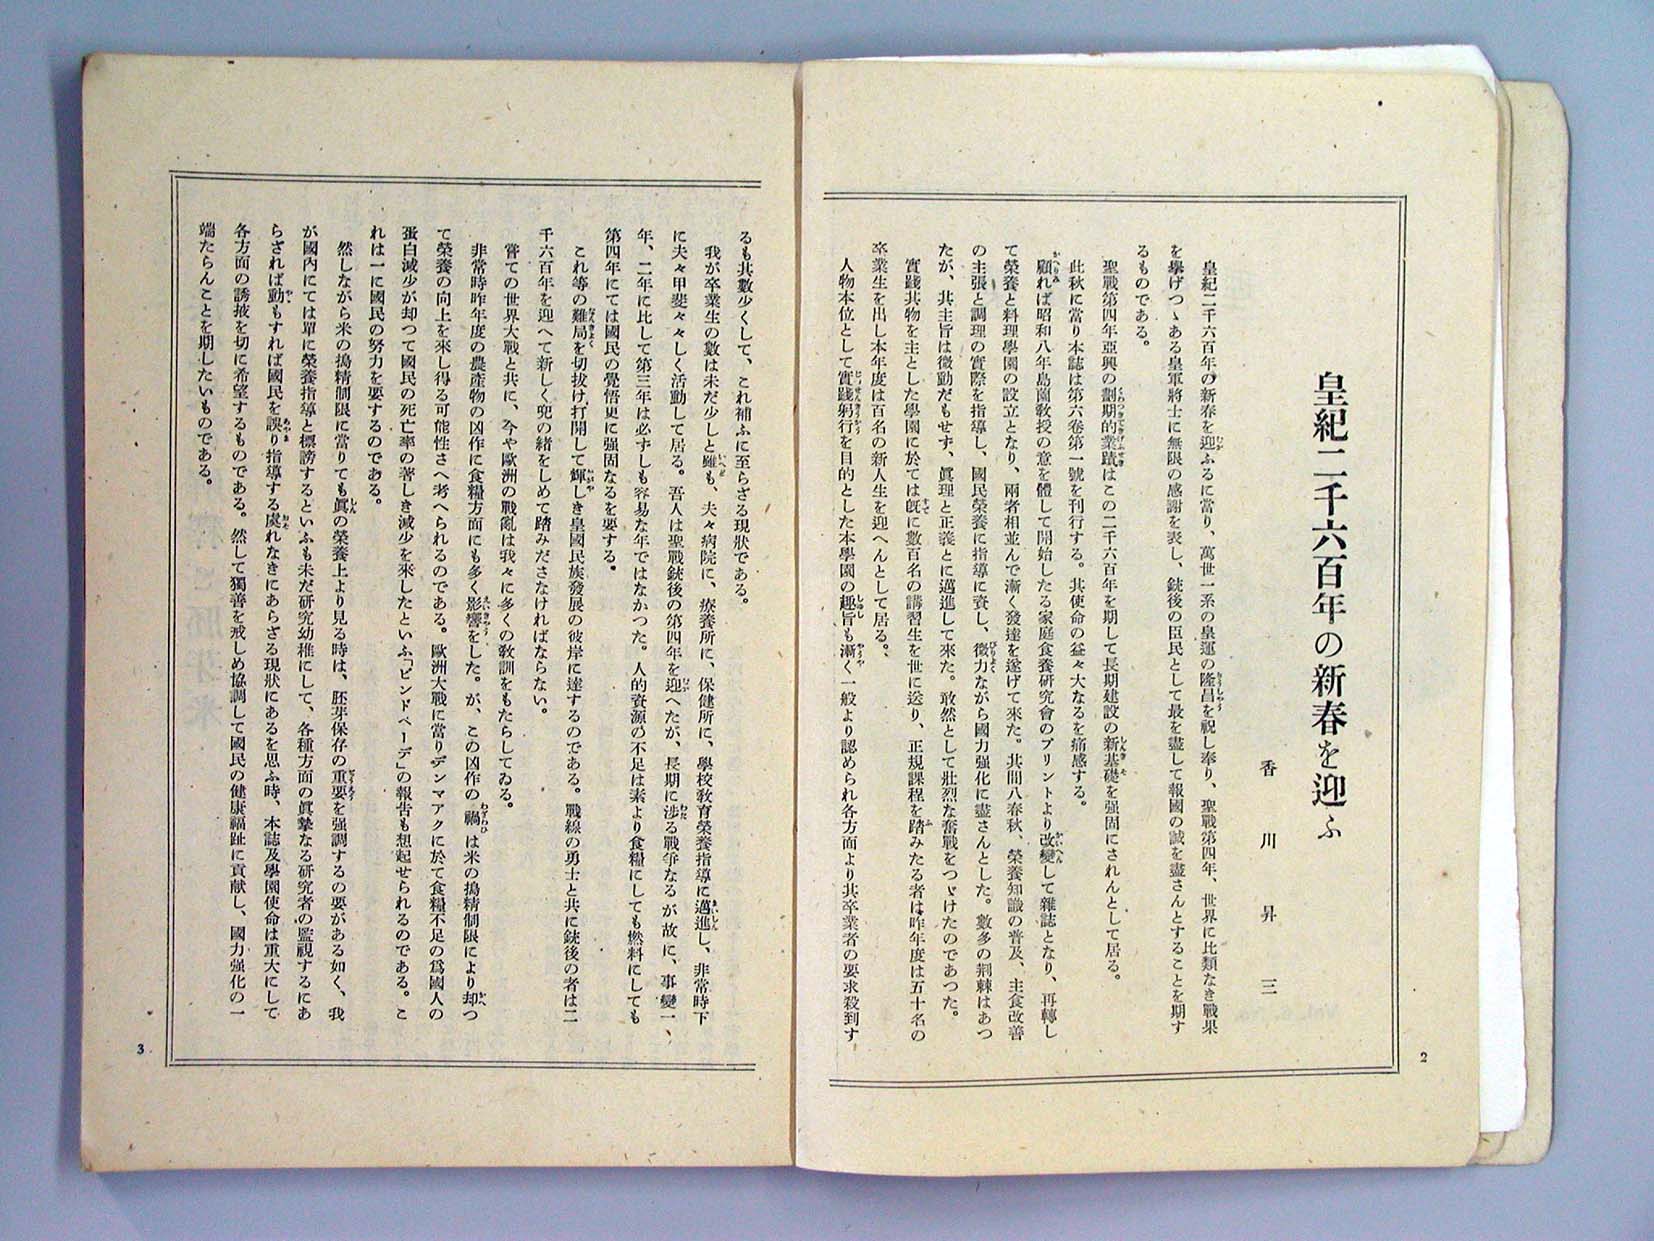 皇紀二千六百年の新春を迎ふ
香川昇三
皇紀二千六百年の新春を迎ふるに當り、萬世一系の皇運の隆昌を祝し奉り、聖戰第四年、世界に比類なき戰果
を擧げつゝある皇軍將士に無限の感謝を表し、銃後の臣民として最を盡して報國の誠を盡さんとすることを期す
るものである。
聖戰第四年亞興の劃期的業蹟はこの二千六百年を期して長期建設の新基礎を强固にされんとして居る。
此秋に當り本誌は第六卷第一號を刊行する。其使命の益々大なるを痛感する。
顧れば昭和八年島薗敎授の意を體して開始したる家庭食養硏究會のプリントより改變して雜誌となり、再轉し
て榮養と料理學園の設立となり、兩者相並んで漸く發達を遂げて來た。其間八春秋、榮養知識の普及、主食改善
の主張と調理の實際を指導し、國民榮養に指導に資し、微力ながら國力强化に盡さんとした。數多の荆棘はあつ
たが、其主旨は微動だもせず、眞理と正義とに邁進して來た。敢然として壯烈な奮戰をつゞけたのであつた。
實踐其物を主とした學園に於ては旣に數百名の講習生を世に送り、正規課程を踏みたる者は昨年度は五十名の
卒業生を出し本年度は百名の新人生を迎へんとして居る。
人物本位として實踐躬行を目的とした本學園の趣旨も漸く一般より認められ各方面より其卒業者の要求殺到す
2
るも其數少くして、これ補ふに至らざる現狀である。
我が卒業生の數は未だ少しと雖も、夫々病院に、療養所に、保健所に、學校敎育榮養指導に邁進し、非常時下
に夫々甲斐々々しく活動して居る。吾人は聖戰銃後の第四年を迎へたが、長期に涉る戰爭なるが故に、事變一、
年、二年に比して第三年は必ずしも容易な年ではなかつた。人的資源の不足は素より食糧にしても燃料にしても
第四年にては國民の覺悟更に强固なるを要する。
これ等の難局を切拔け打開して輝しき皇國民族發展の彼岸に達するのである。戰線の勇士と共に銃後の者は二
千六百年を迎へて新しく兜の緖をしめて踏みださなければならない。
嘗ての世界大戰と共に、今や歐洲の戰亂は我々に多くの敎訓をもたらしてゐる。
非常時昨年度の農產物の凶作に食糧方面にも多く影響をした。が、この凶作の禍は米の搗精制限により却つ
て榮養の向上を來し得る可能性さへ考へられるのである。歐洲大戰に當りデンマアクに於て食糧不足の爲國人の
蛋白減少が却つて國民の死亡率の著しき減少を來したといふ「ビンドベーデ」の報告も想起せられるのである。こ
れは一に國民の努力を要するのである。
然しながら米の搗精制限に當りても眞の榮養上より見る時は、胚芽保存の重要を强調するの要がある如く、我
が國內にては單に榮養指導と標謗するといふも未だ硏究幼稚にして、各種方面の眞摯なる硏究者の監視するにあ
らざれば動もすれば國民を誤り指導する虞れなきにあらざる現狀にあるを思ふ時、本誌及學園使命は重大にして
各方面の誘掖を切に希望するものである。然して獨善を戒しめ協調して國民の健康福祉に貢献し、國力强化の一
端たらんことを期したいものである。
3